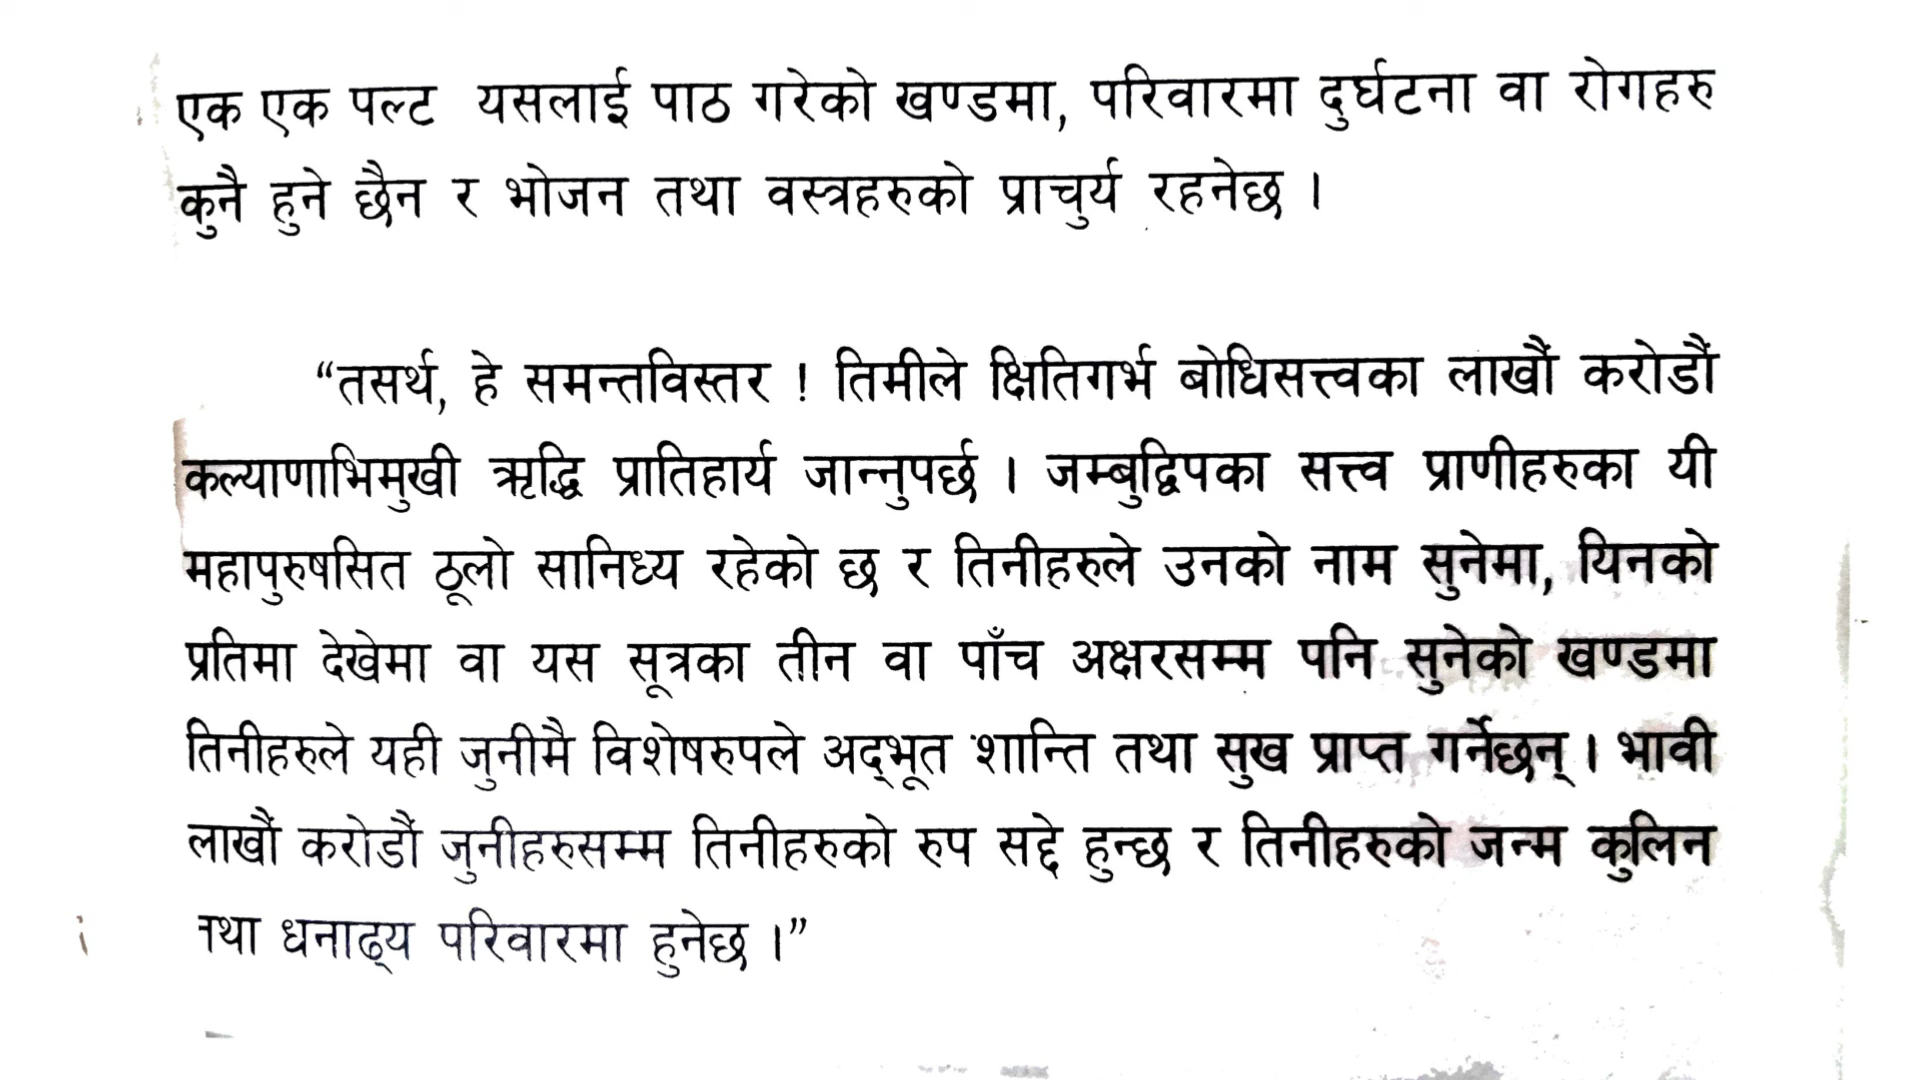 एक एक पल्ट यसलाई पाठ गरेको खण्डमा, परिवारमा दुर्घटना वा रोगहरु
कुनै हुने छैन र भोजन तथा वस्त्रहरुको प्राचुर्य रहनेछ ।
“तसर्थ, हे समन्तविस्तर ! तिमीले क्षितिगर्भ बोधिसत्त्वका लाखौं करोडौं
कल्याणाभिमुखी ऋद्धि प्रातिहार्य जान्नुपर्छ । जम्बुद्विपका सत्त्व प्राणीहरुका यी
महापुरुषसित ठूलो सानिध्य रहेको छ र तिनीहरुले उनको नाम सुनेमा, यिनको
प्रतिमा देखेमा वा यस सूत्रका तीन वा पाँच अक्षरसम्म पनि सुनेको खण्डमा
तिनीहरुले यही जुनीमै विशेषरुपले अद्‌भूत शान्ति तथा सुख प्राप्त गर्नेछन् । भावी
लाखौं करोडौं जुनीहरुसम्म तिनीहरुको रुप सद्दे हुन्छ र तिनीहरुको जन्म कुलिन
तथा धनाढ्य परिवारमा हुनेछ ।”